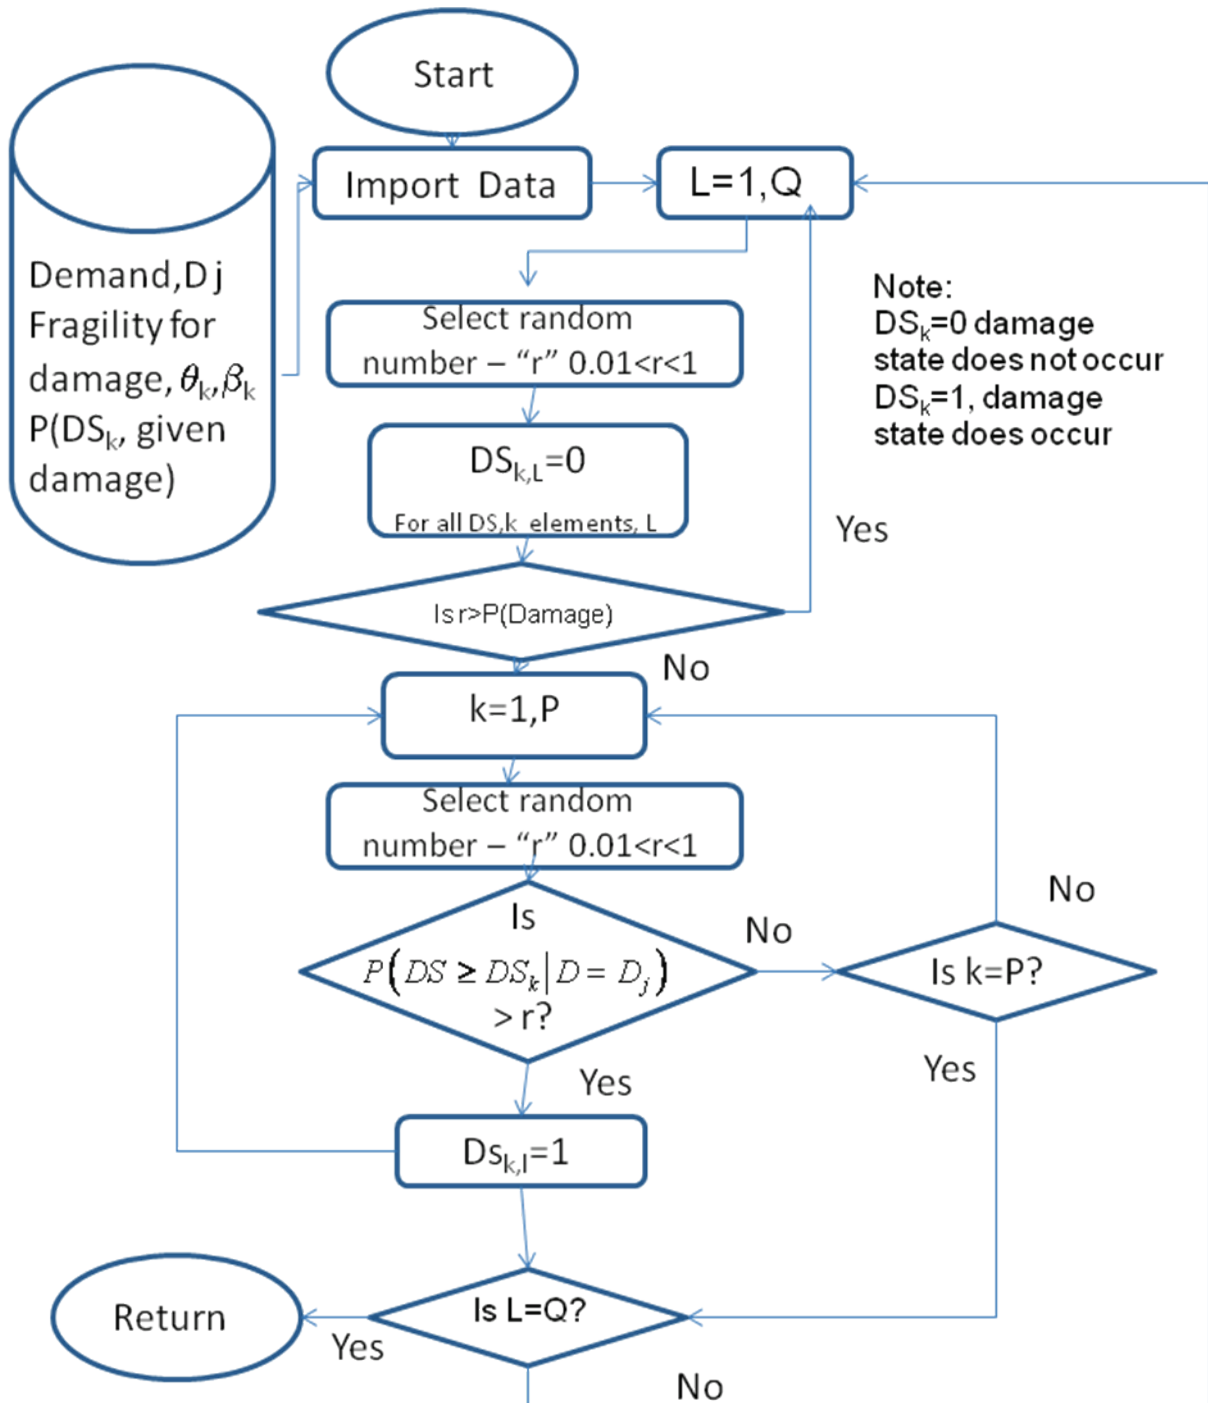 Start
Import Data
L=1,Q
Demand,Dj
Fragility for
damage, θk,βk
P(DSk, given
damage)
Note:
DSk=0 damage
state does not occur
DSk=1, damage
state does occur
Select random
number – “r” 0.01<r<1
DSk,L=0
For all DS,k elements, L
Yes
Is r>P(Damage)
No
k=1,P
Select random
number – “r” 0.01<r<1
Is
P(DS ≥ DSk|D = Dj)
> r?
No
No
Is k=P?
Yes
Yes
Dsk,l=1
Is L=Q?
Return
Yes
No